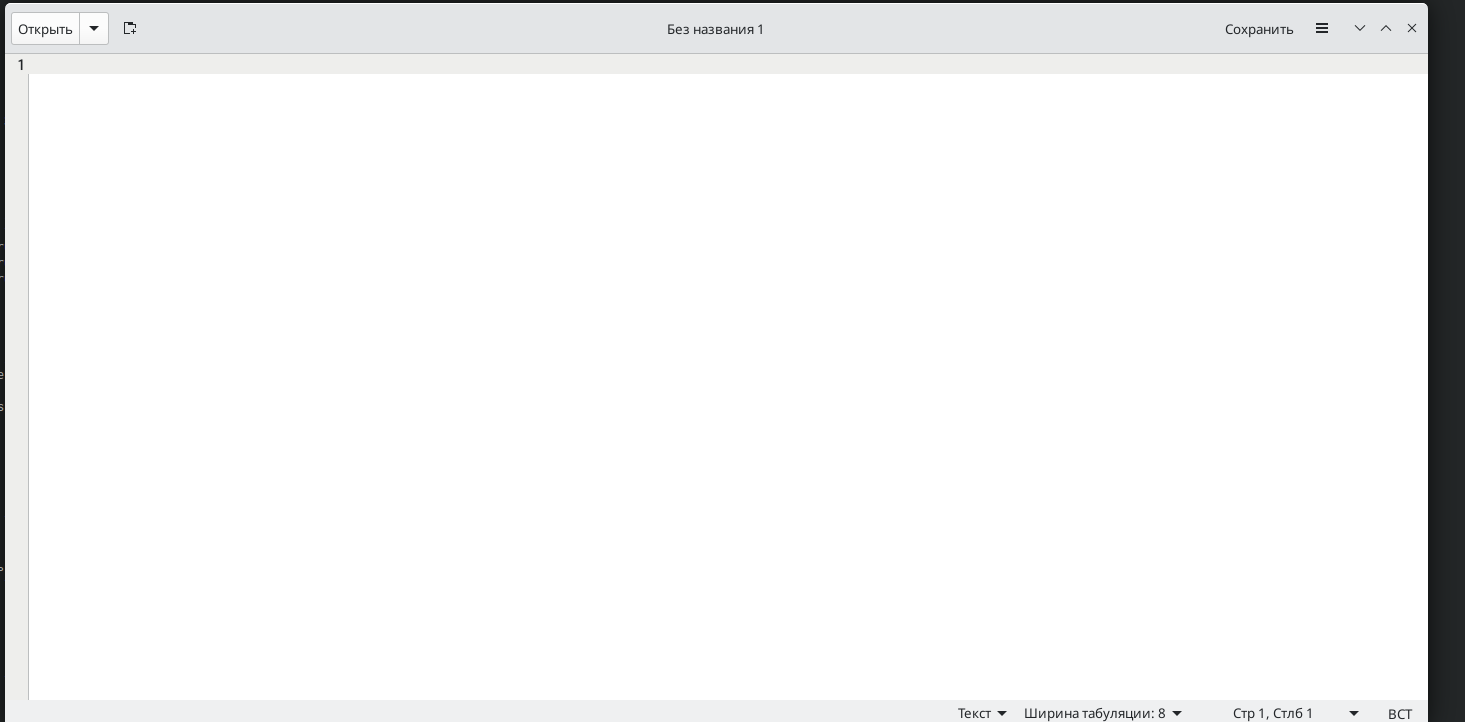 Открыть
Без названия 1
Сохранить
1
Текст
Ширина табуляции: 8
Стр 1, Стлб 1
ВСТ